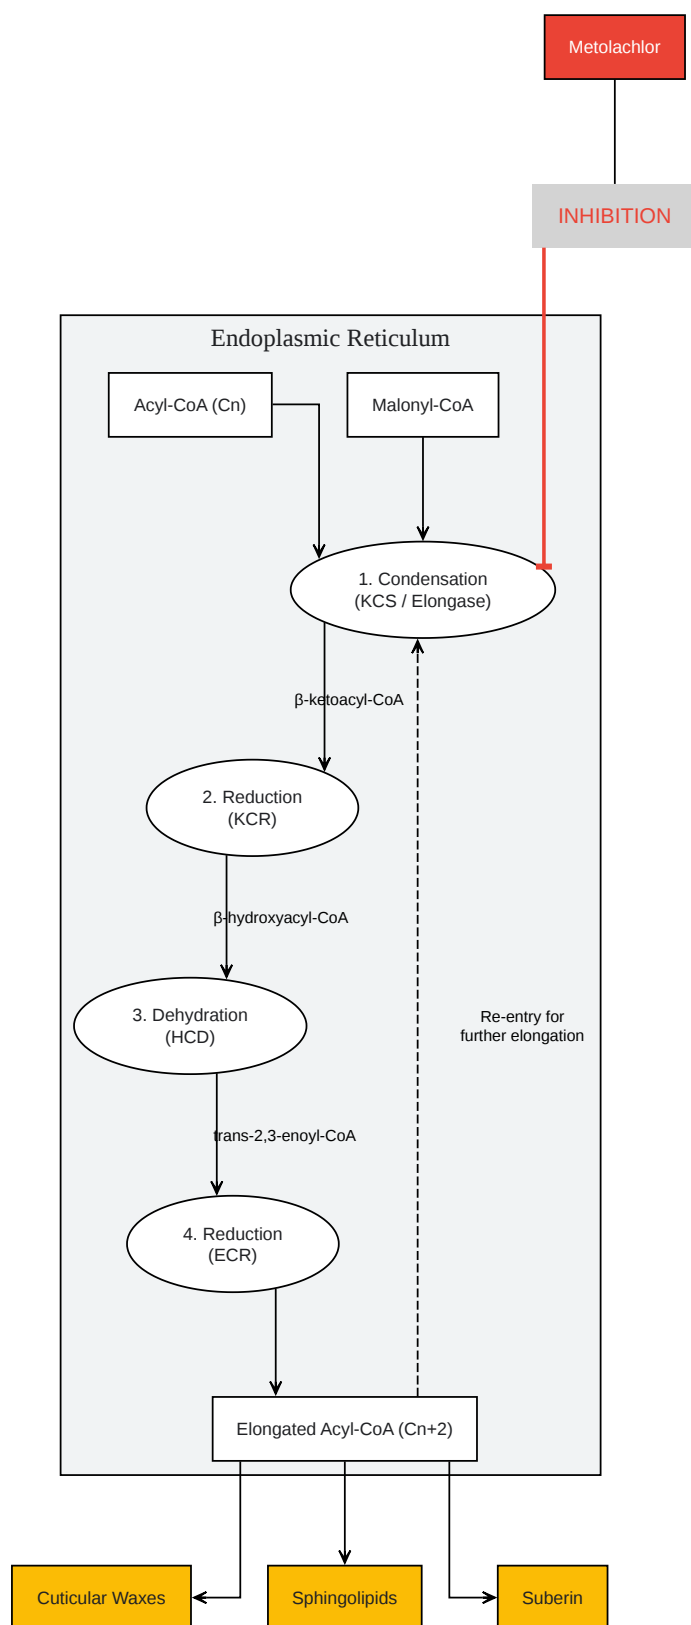 Metolachlor
INHIBITION
Endoplasmic Reticulum
Acyl-CoA (Cn)
Malonyl-CoA
1. Condensation
(KCS / Elongase)
β-ketoacyl-CoA
2. Reduction
(KCR)
β-hydroxyacyl-CoA
3. Dehydration
(HCD)
Re-entry for
further elongation
trans-2,3-enoyl-CoA
4. Reduction
(ECR)
Elongated Acyl-CoA (Cn+2)
Cuticular Waxes
Sphingolipids
Suberin